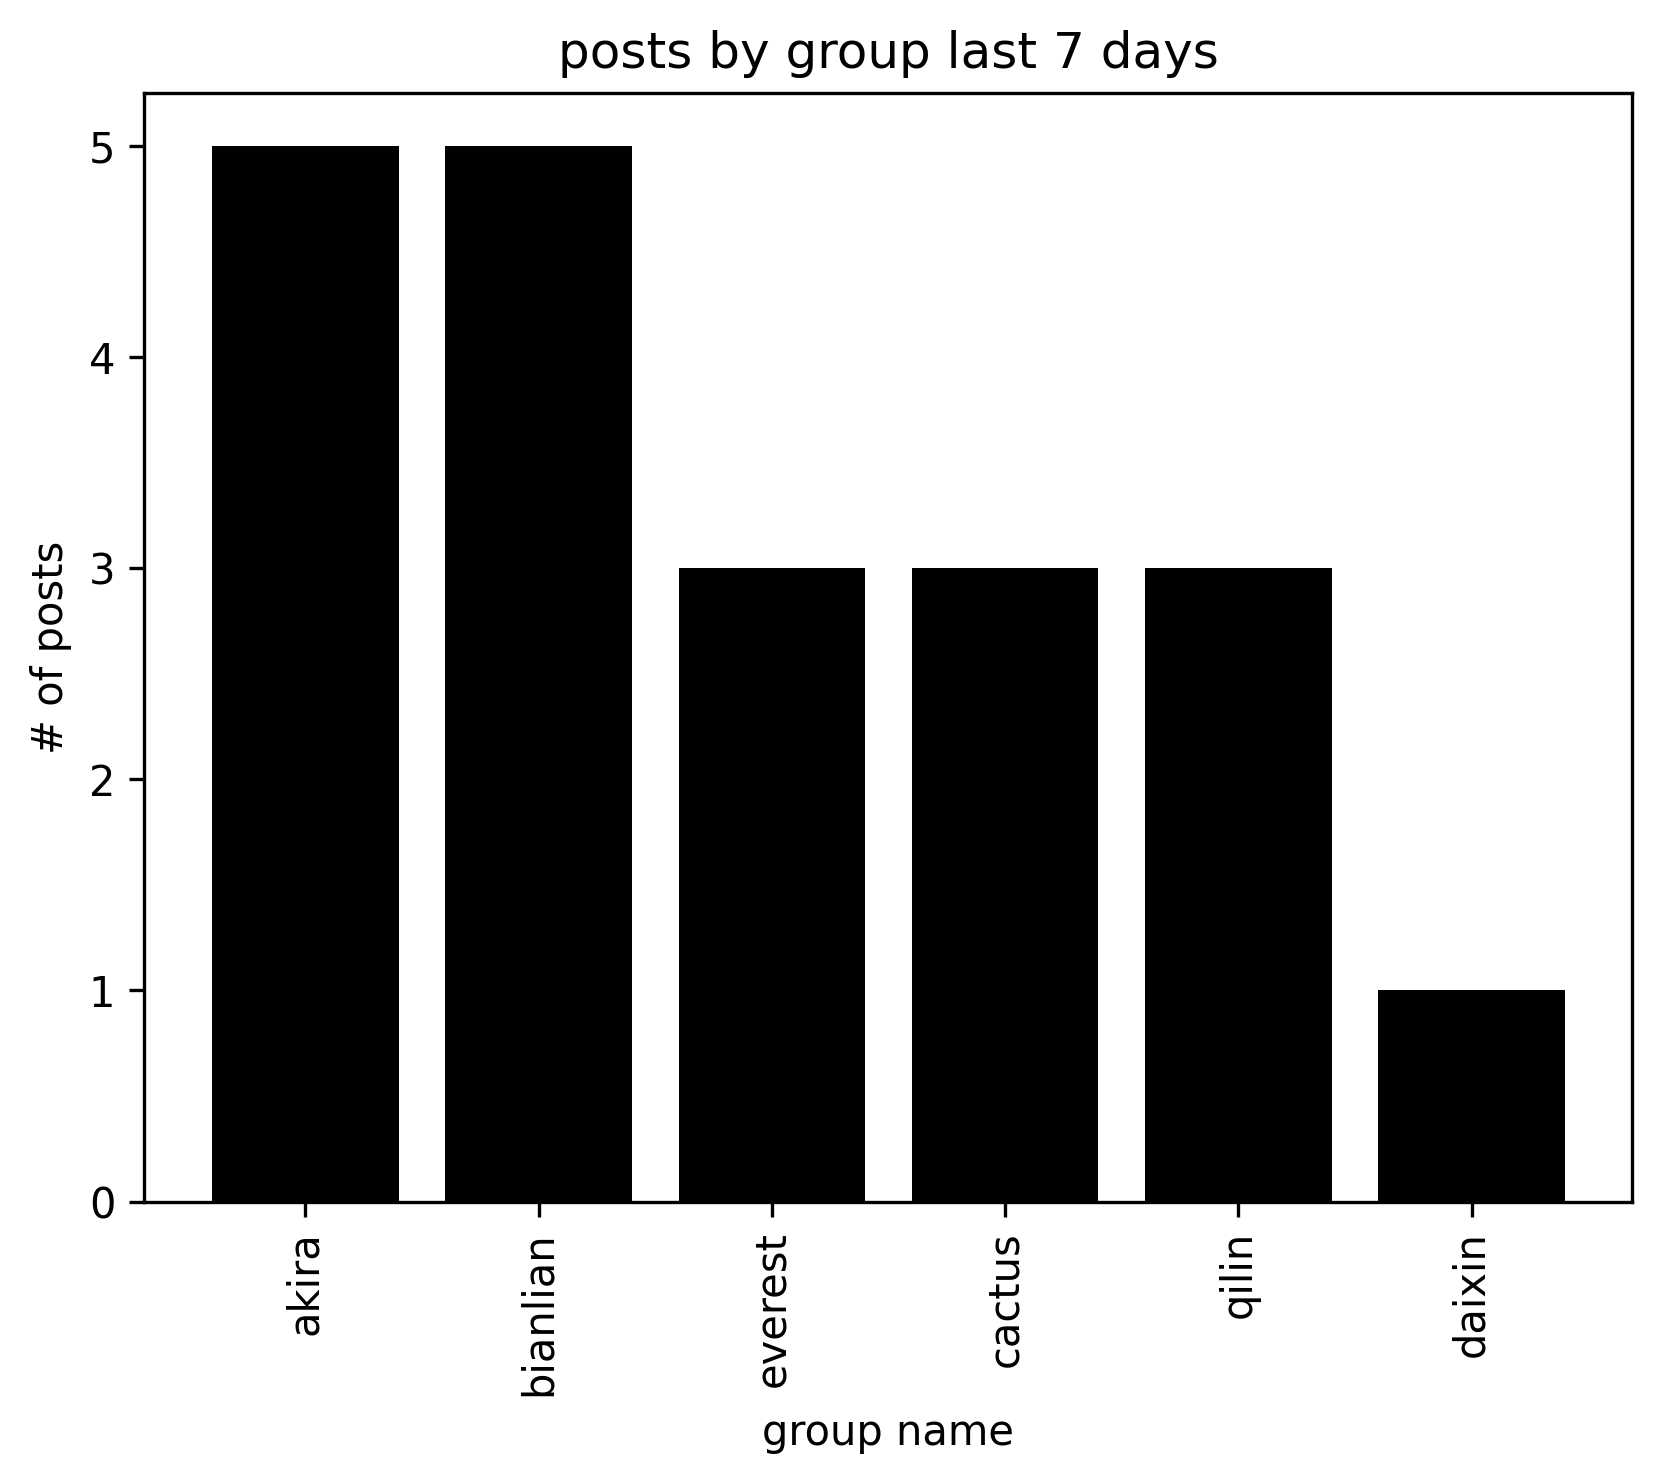 posts by group last 7 days
# of posts
5
4
3
2
1
0
akira
bianlian
everest
cactus
qilin
daixin
group name